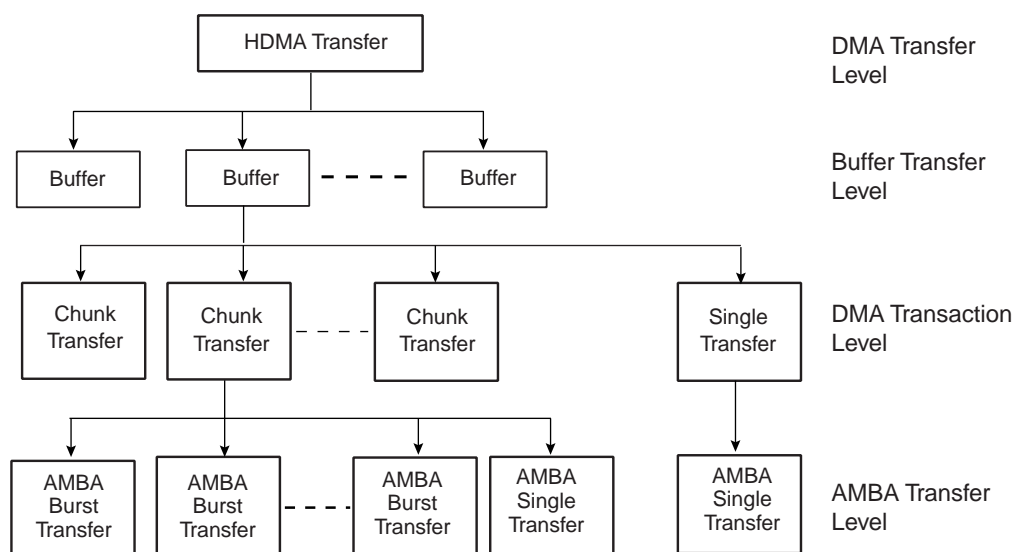 HDMA Transfer
DMA Transfer
Level
Buffer
Buffer
Buffer
Buffer Transfer
Level
Chunk
Transfer
Chunk
Transfer
Chunk
Transfer
Single
Transfer
DMA Transaction
Level
AMBA
Burst
Transfer
AMBA
Burst
Transfer
AMBA
Burst
Transfer
AMBA
Single
Transfer
AMBA
Single
Transfer
AMBA Transfer
Level